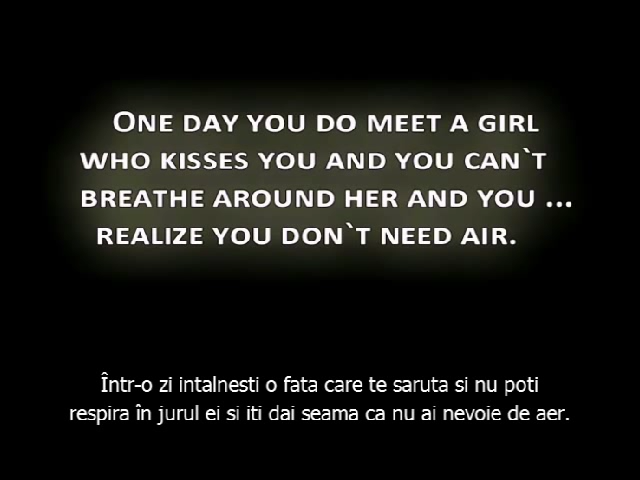 ONE DAY YOU DO MEET A GIRL
WHO KISSES YOU AND YOU CAN`T
BREATHE AROUND HER AND YOU ...
REALIZE YOU DON`T NEED AIR.
Într-o zi intalnesti o fata care te saruta si nu poti
respira în jurul ei si iti dai seama ca nu ai nevoie de aer.